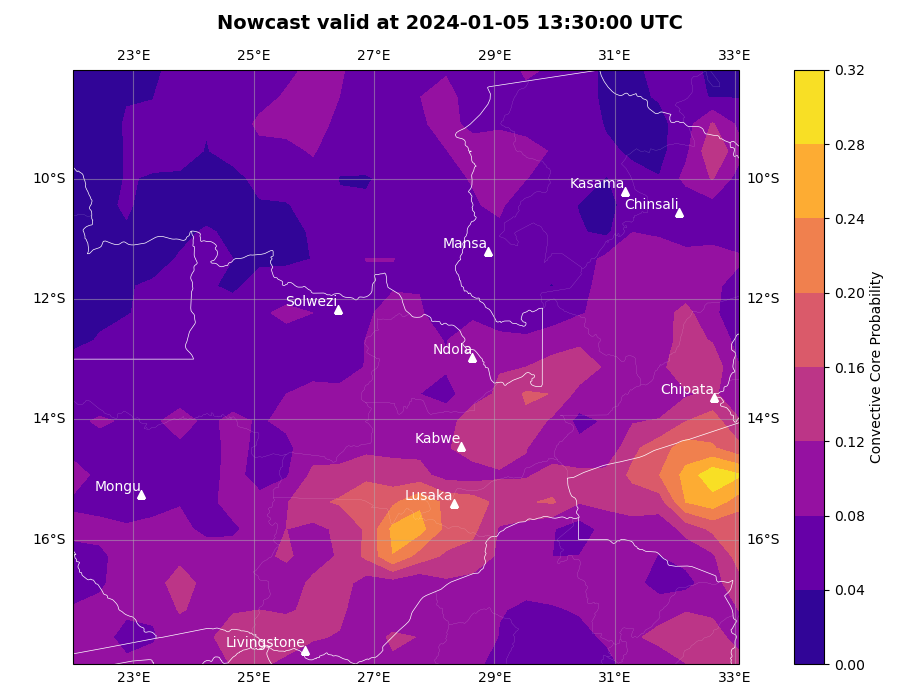 Nowcast valid at 2024-01-05 13:30:00 UTC
23°E 25°E 27°E 29°E 31°E 33°E
0.32
0.28
10°S Kasama 10°S
Chinsali
0.24
Mansa
12°S Solwezi 12°S
0.20
Ndola
0.16
Chipata
14°S 14°S
Kabwe
0.12
Mongu Lusaka
0.08
16°S 16°S
0.04
Livingstone
0.00
23°E 25°E 27°E 29°E 31°E 33°E
Convective Core Probability